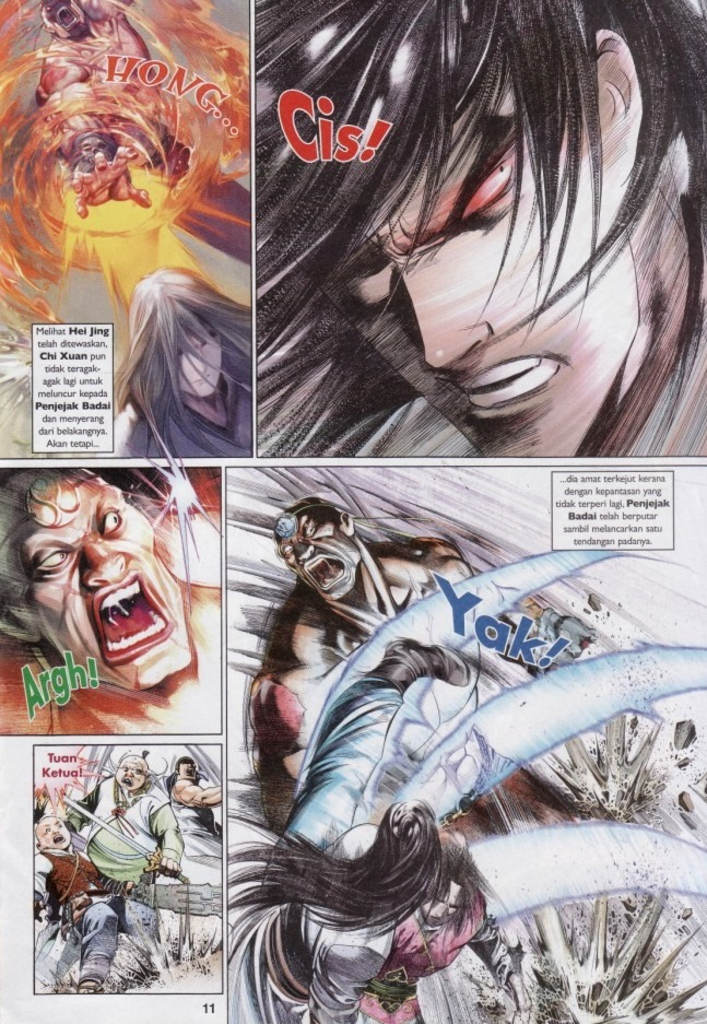 HONG...
Cis!
Melihat Hei Jing
telah ditewaskan,
Chi Xuan pun
tidak teragak-
agak lagi untuk
meluncur kepada
Penjejak Badai
dan menyerang
dari belakangnya.
Akan tetapi...
Argh!
...dia amat terkejut kerana
dengan kepantasan yang
tidak terperi lagi, Penjejak
Badai telah berputar
sambil melancarkan satu
tendangan padanya.
Yak!
Tuan
Ketua!
11